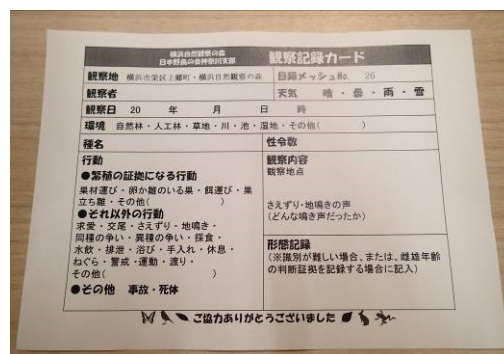 横浜自然観察の森
日本野鳥の会神奈川支部
観察記録カード
観察地 横浜市栄区上郷町・横浜自然観察の森
目録メッシュNo. 26
観察者
天気 晴・曇・雨・雪
観察日 20 年 月 日 時
環境 自然林・人工林・草地・川・池・湿地・その他( )
種名
性令数
行動
●繁殖の証拠になる行動
巣材運び・卵か雛のいる巣・餌運び・巣
立ち雛・その他( )
●それ以外の行動
求愛・交尾・さえずり・地鳴き・
同種の争い・異種の争い・採食・
水飲・排泄・浴び・手入れ・休息・
ねぐら・警戒・運動・渡り・
その他( )
●その他 事故・死体
観察内容
観察地点
さえずり・地鳴きの声
(どんな鳴き声だったか)
形態記録
(※識別が難しい場合、または、雌雄年齢
の判断証拠を記録する場合に記入)
ご協力ありがとうございました